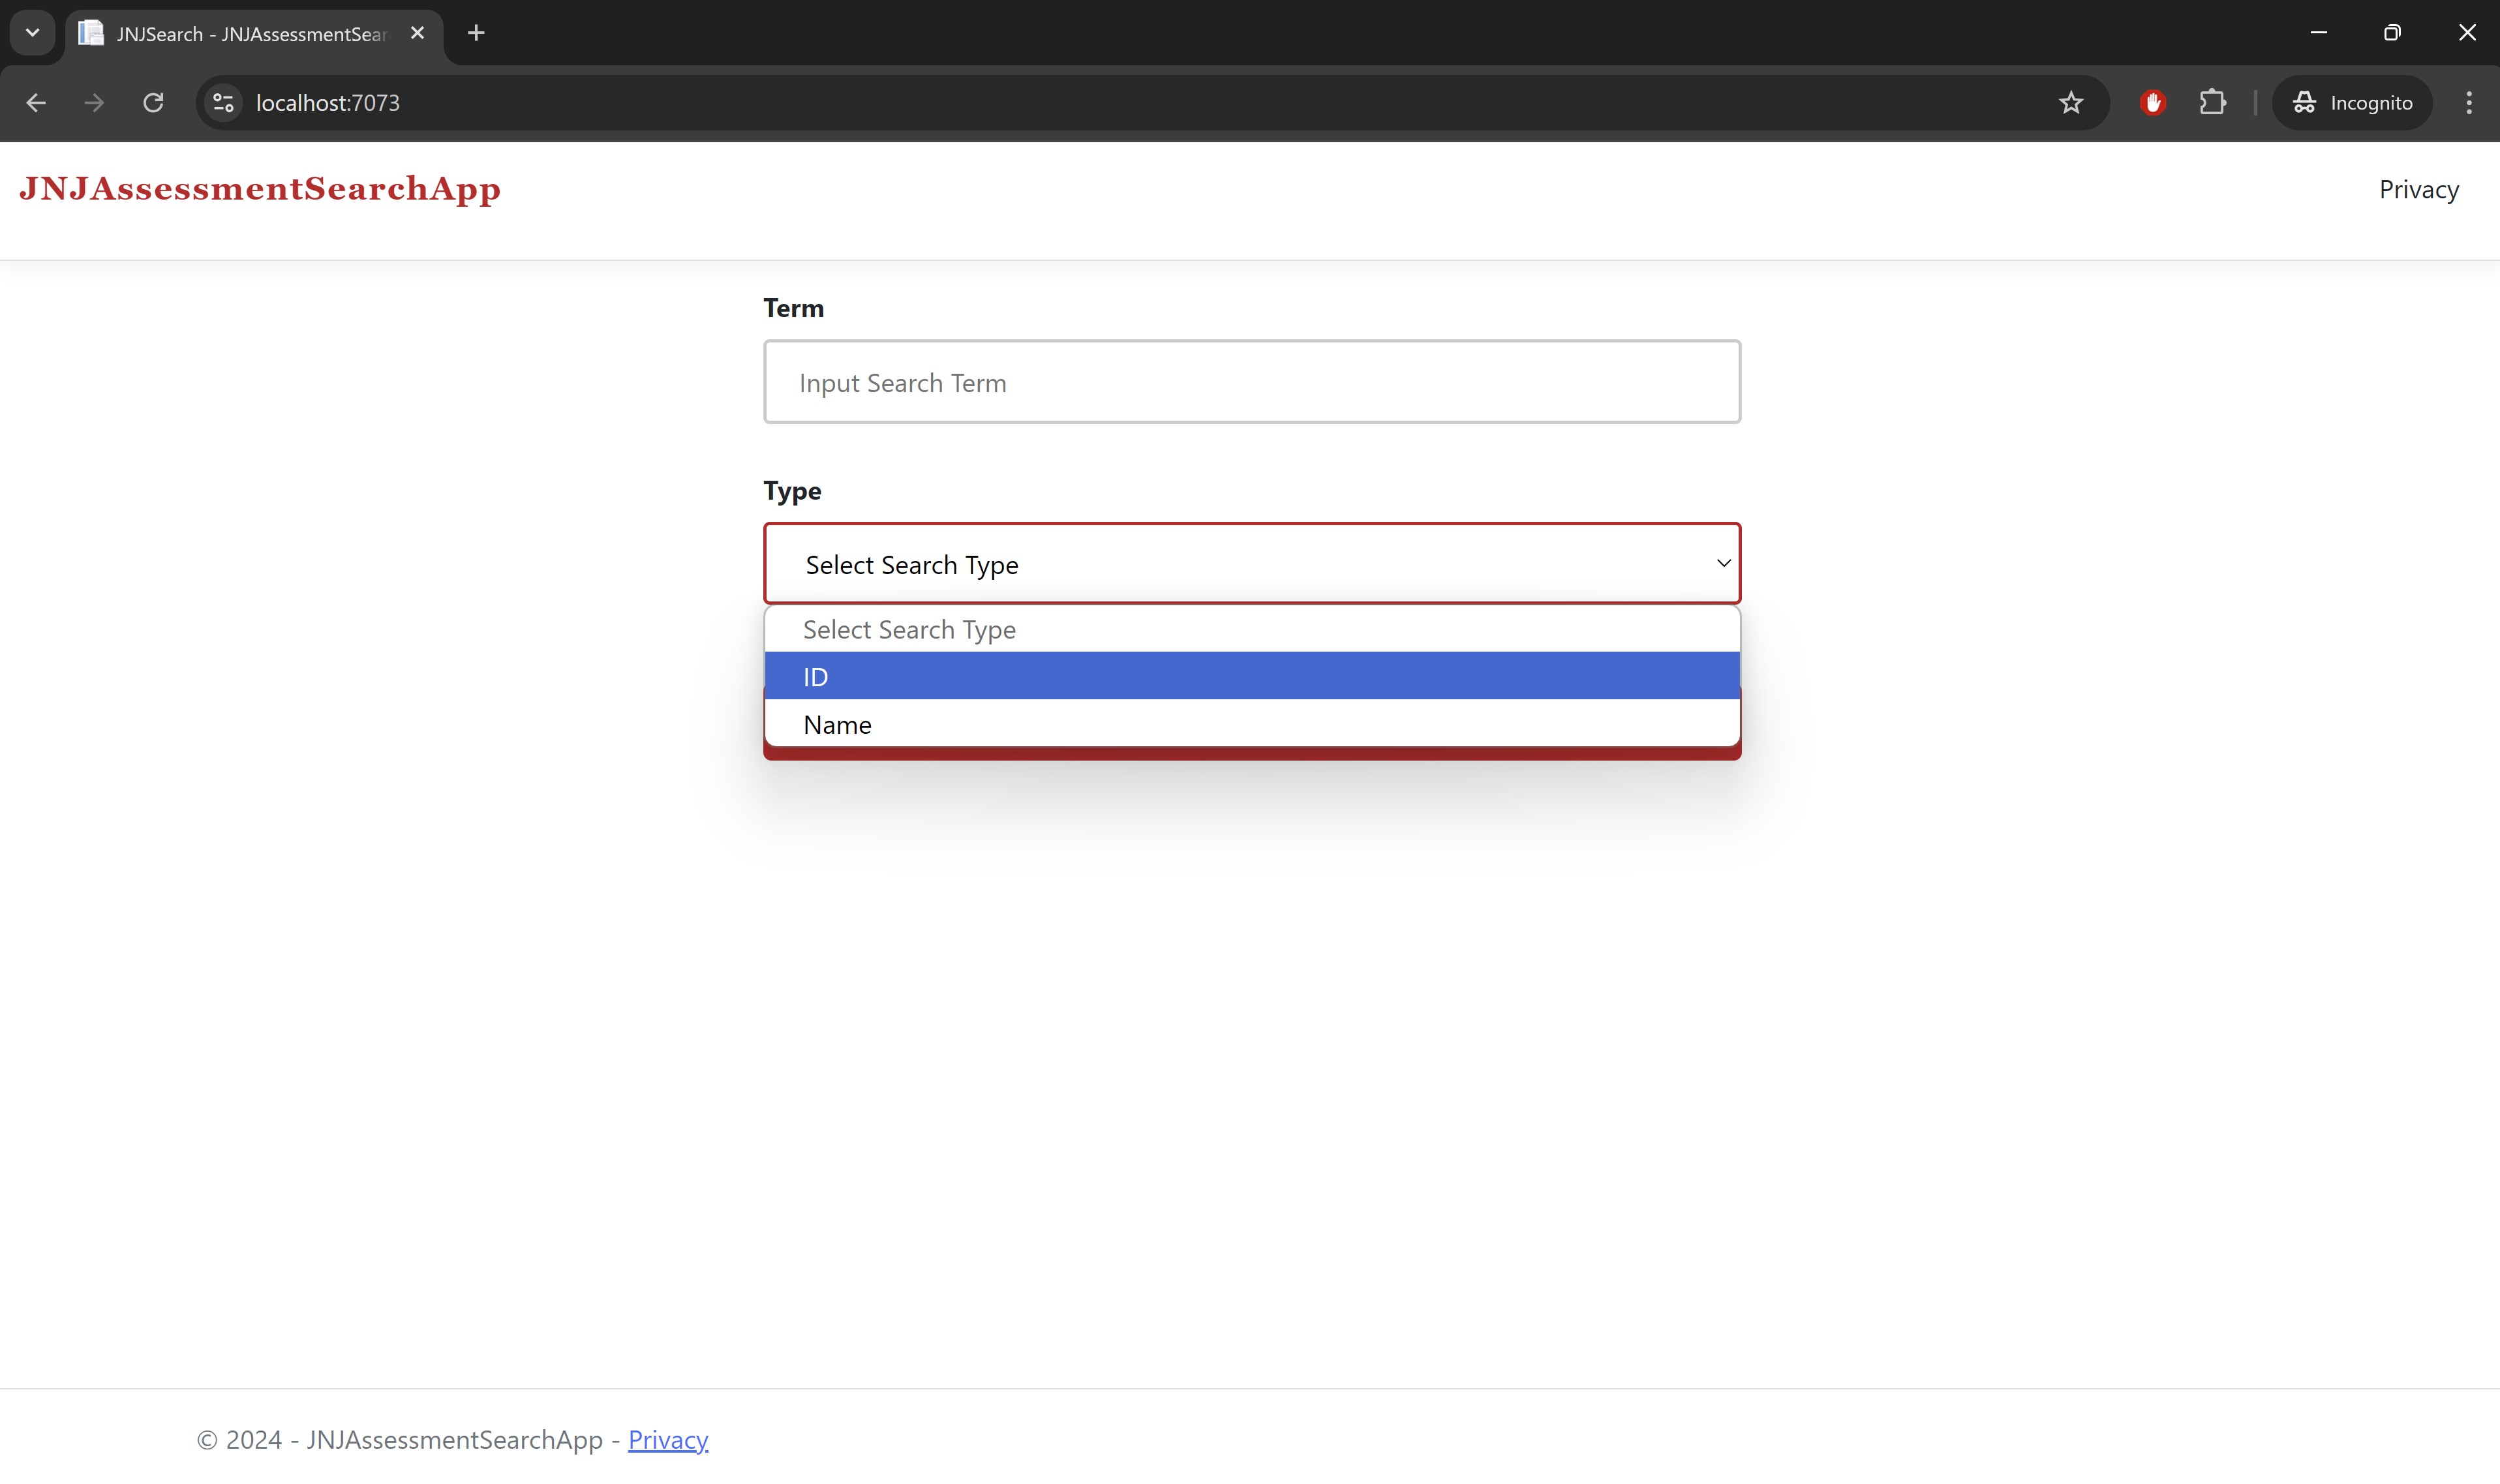 JNJSearch - JNJAssessmentSear
localhost:7073
Incognito
JNJAssessmentSearchApp
Privacy
Term
Input Search Term
Type
Select Search Type
Select Search Type
ID
Name
© 2024 - JNJAssessmentSearchApp - Privacy